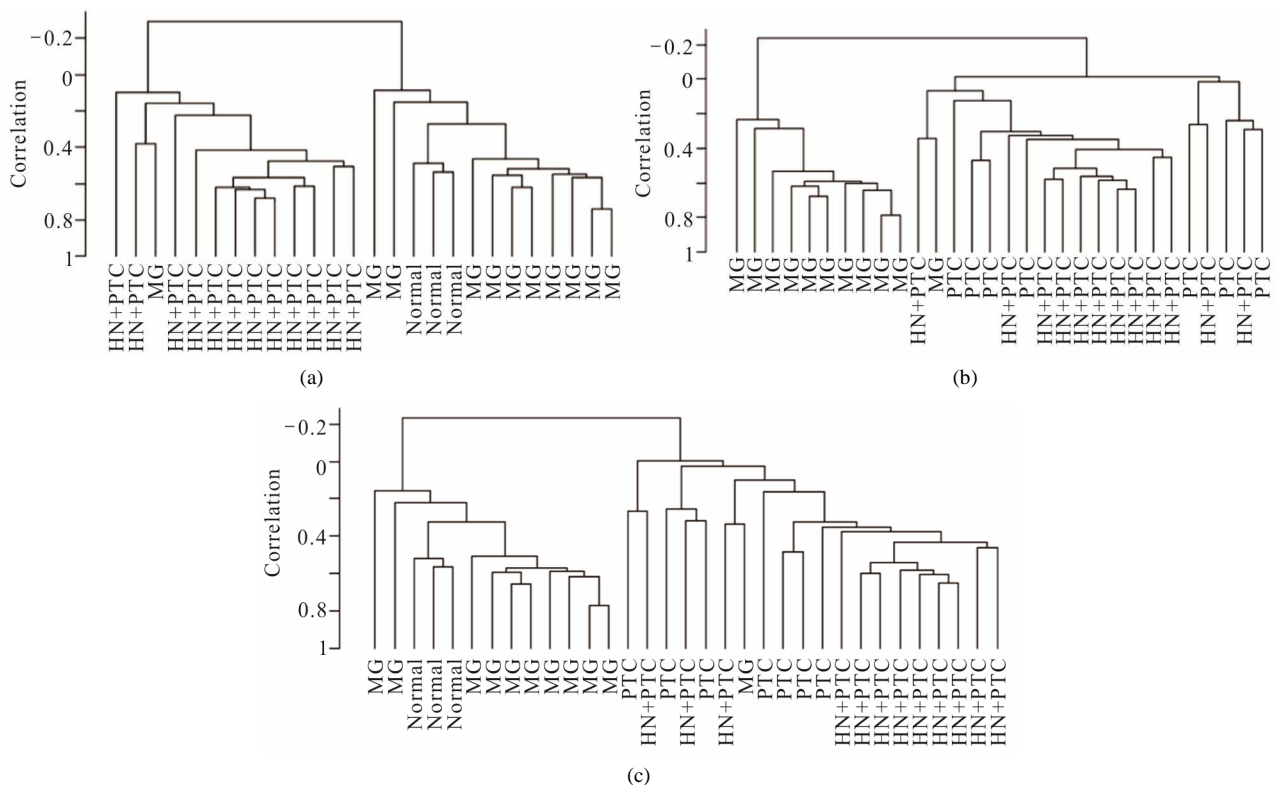 Correlation
−0.2
0
0.4
0.8
1
HN+PTC HN+PTC MG HN+PTC HN+PTC HN+PTC HN+PTC HN+PTC HN+PTC HN+PTC HN+PTC HN+PTC HN+PTC MG MG Normal Normal Normal MG MG MG MG MG MG MG MG
(a)
Correlation
−0.2
0
0.4
0.8
1
MG MG MG MG MG MG MG MG MG MG HN+PTC MG PTC PTC PTC HN+PTC PTC HN+PTC HN+PTC HN+PTC HN+PTC HN+PTC HN+PTC HN+PTC HN+PTC PTC HN+PTC PTC HN+PTC PTC
(b)
Correlation
−0.2
0
0.4
0.8
1
MG MG Normal Normal Normal MG MG MG MG MG MG MG MG PTC HN+PTC PTC HN+PTC PTC HN+PTC MG PTC PTC PTC PTC HN+PTC HN+PTC HN+PTC HN+PTC HN+PTC HN+PTC HN+PTC HN+PTC HN+PTC
(c)